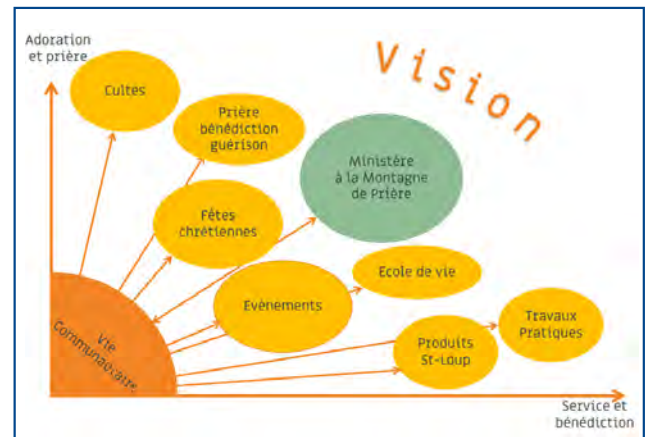 Adoration
et prière
Vision
Cultes
Prière
bénédiction
guérison
Ministère
à la Montagne
de Prière
Fêtes
chrétiennes
Ecole de vie
Evènements
Travaux
Pratiques
Produits
St-Loup
Vie
Communautaire
Service et
bénédiction